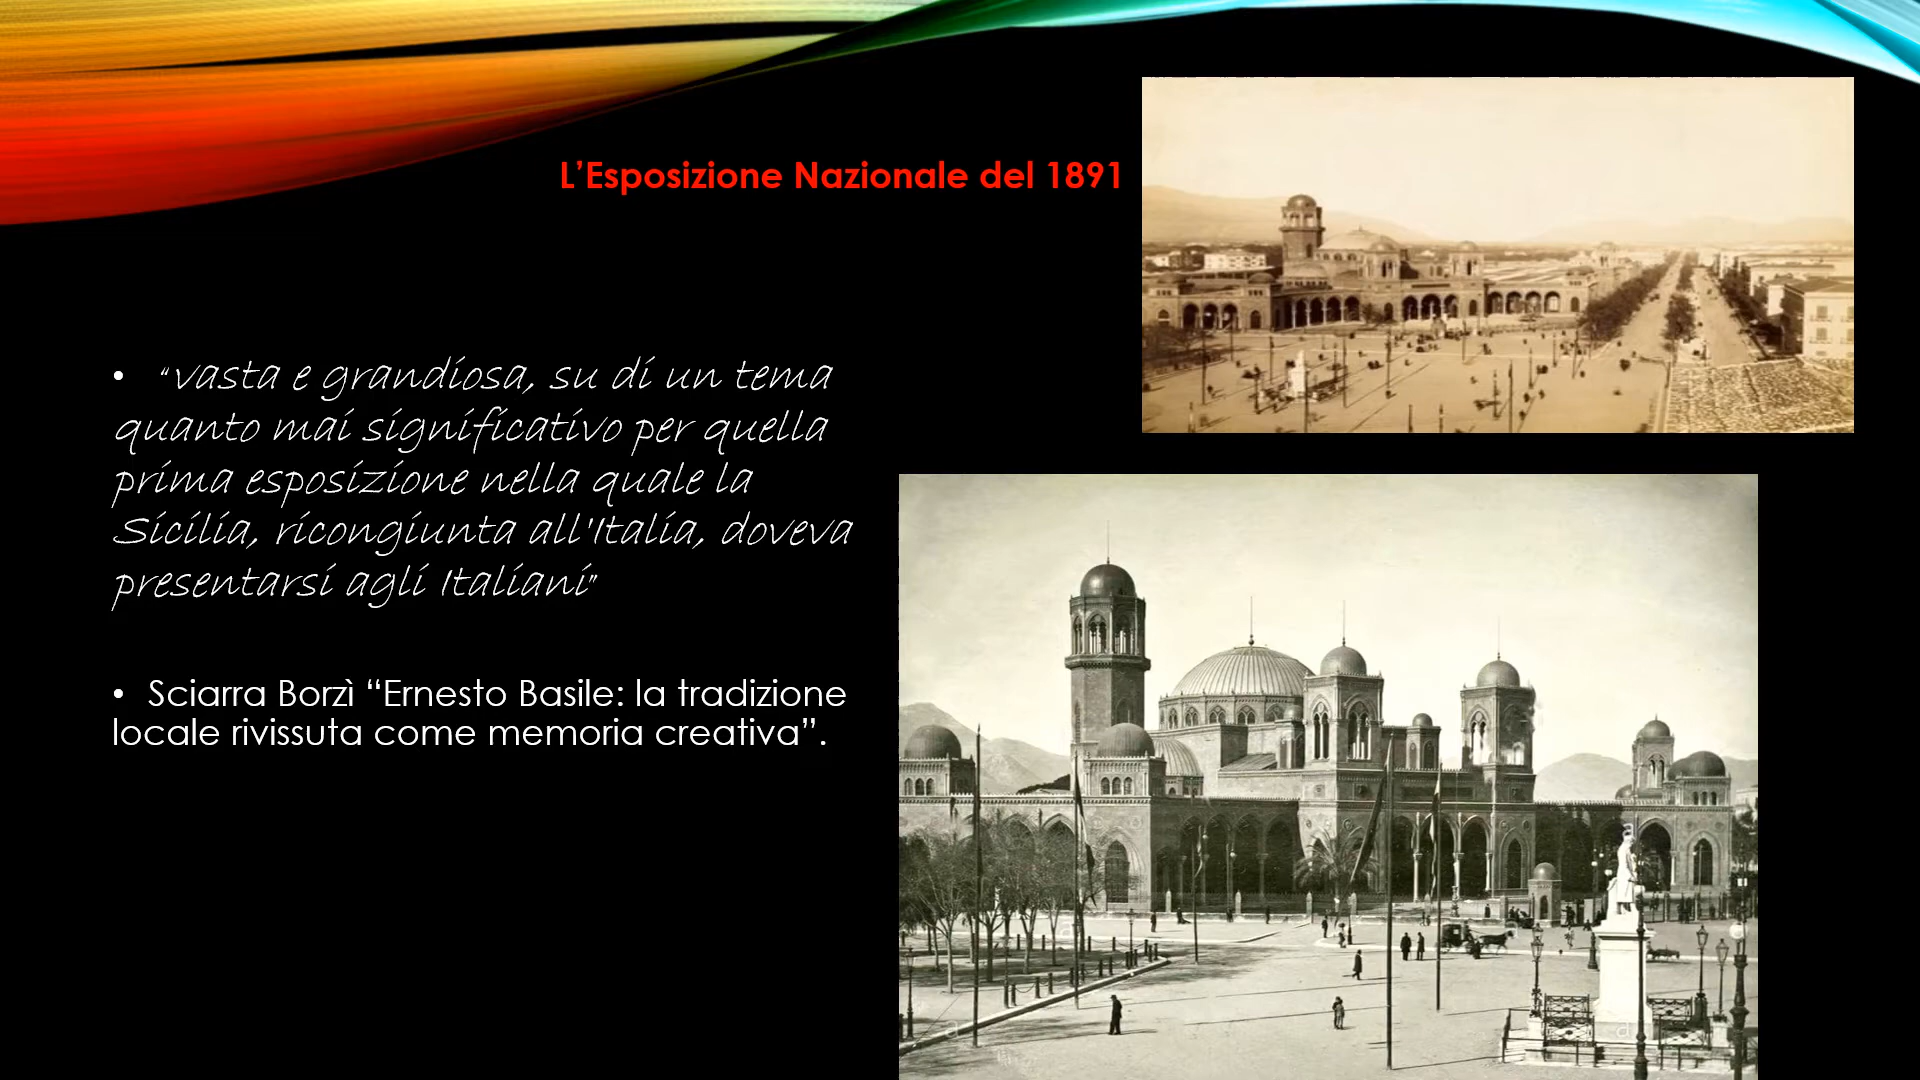 L’Esposizione Nazionale del 1891
• “vasta e grandiosa, su di un tema
quanto mai significativo per quella
prima esposizione nella quale la
Sicilia, ricongiunta all'Italia, doveva
presentarsi agli Italiani”
• Sciarra Borzì “Ernesto Basile: la tradizione
locale rivissuta come memoria creativa”.